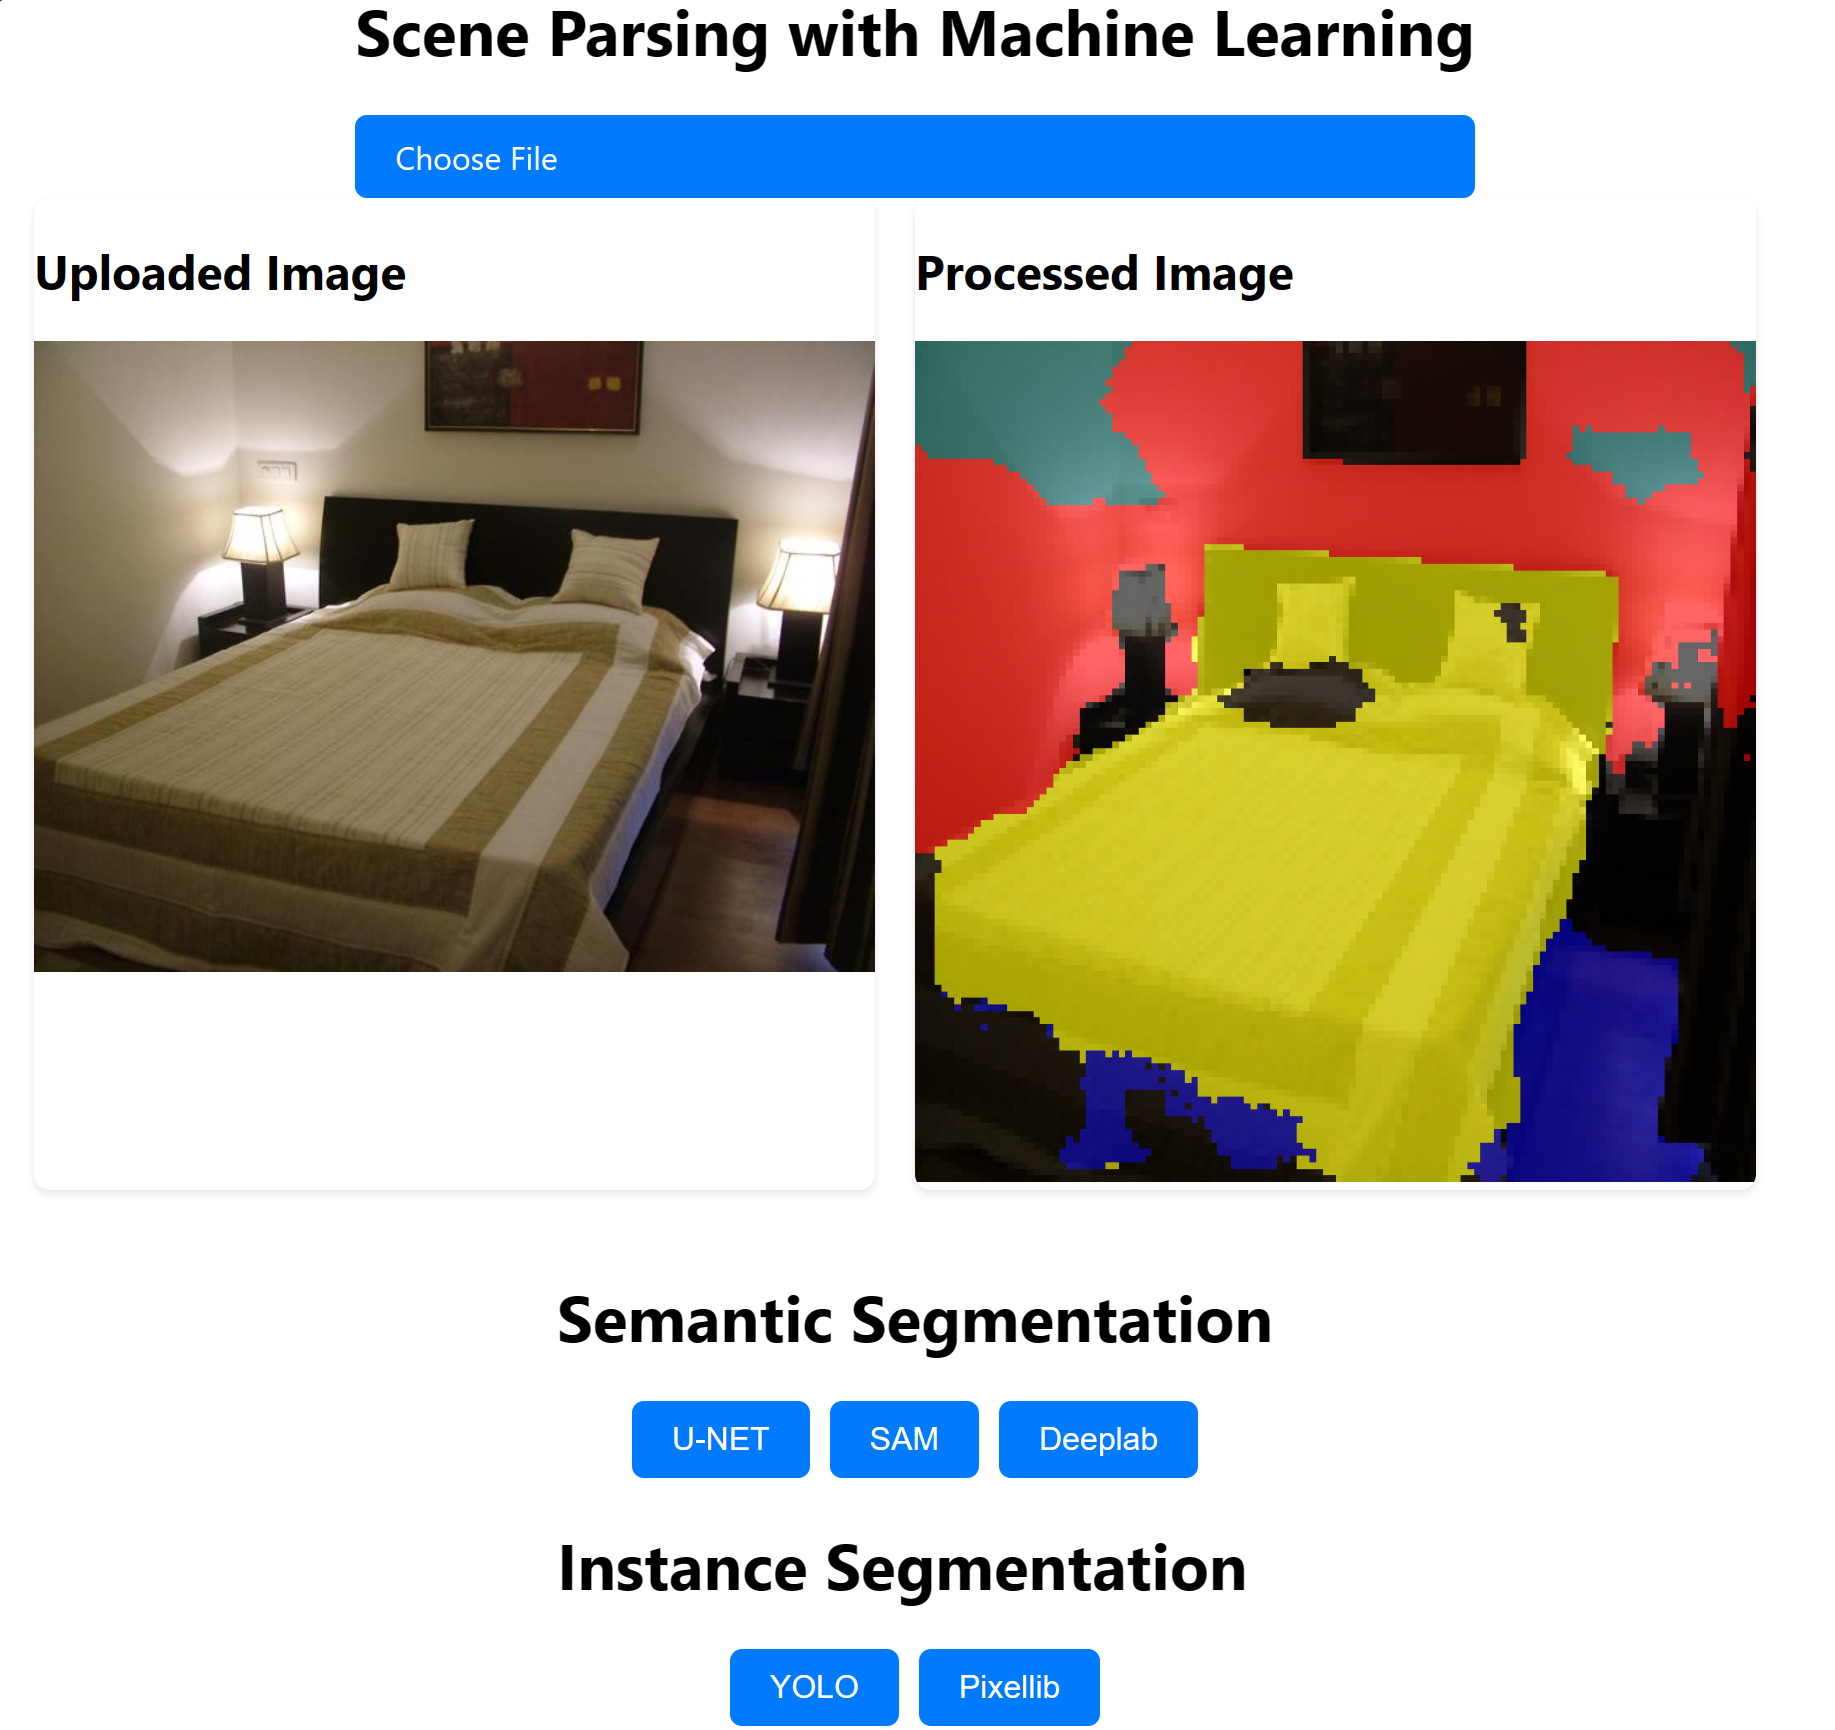 Scene Parsing with Machine Learning
Choose File
Uploaded Image
Processed Image
Semantic Segmentation
U-NET
SAM
Deeplab
Instance Segmentation
YOLO
Pixellib